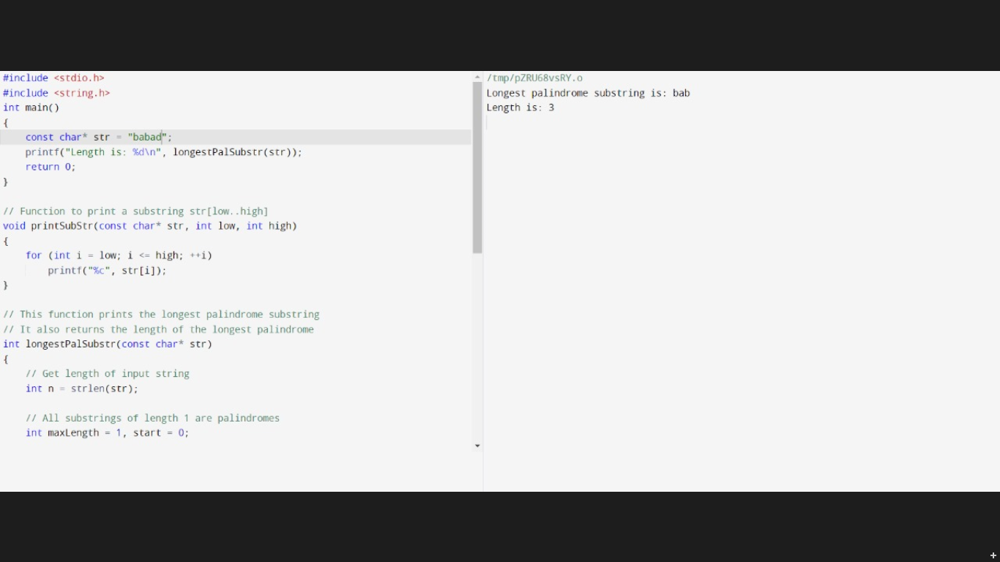 #include <stdio.h>
#include <string.h>
int main()
{
    const char* str = "babad";
    printf("Length is: %d\n", longestPalSubstr(str));
    return 0;
}

// Function to print a substring str[low..high]
void printSubStr(const char* str, int low, int high)
{
    for (int i = low; i <= high; ++i)
        printf("%c", str[i]);
}

// This function prints the longest palindrome substring
// It also returns the length of the longest palindrome
int longestPalSubstr(const char* str)
{
    // Get length of input string
    int n = strlen(str);

    // All substrings of length 1 are palindromes
    int maxLength = 1, start = 0;
/tmp/pZRU68vsRY.o
Longest palindrome substring is: bab
Length is: 3